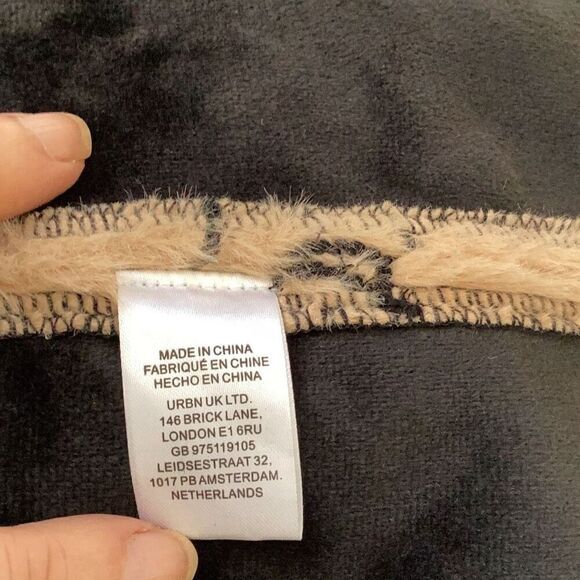 MADE IN CHINA
FABRIQUÉ EN CHINE
HECHO EN CHINA
URBN UK LTD.
146 BRICK LANE,
LONDON E1 6RU
GB 975119105
LEIDSESTRAAT 32,
1017 PB AMSTERDAM.
NETHERLANDS